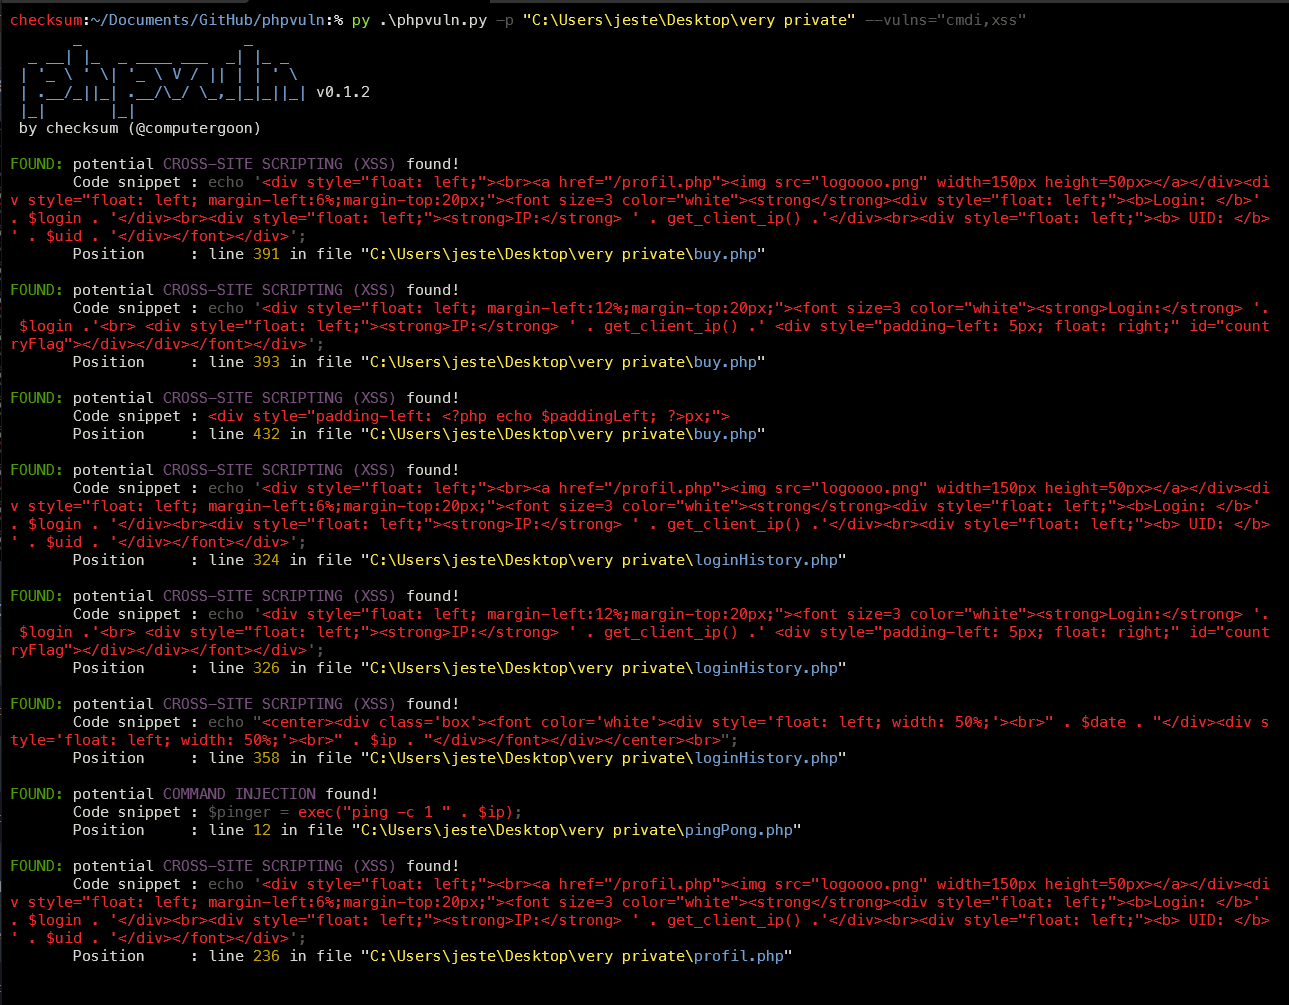 checksum:~/Documents/GitHub/phpvuln:% py .\phpvuln.py -p "C:\Users\jeste\Desktop\very private" --vulns="cmdi,xss"
phpvuln v0.1.2
by checksum (@computergoon)
FOUND: potential CROSS-SITE SCRIPTING (XSS) found!
Code snippet : echo '<div style="float: left;"><br><a href="/profil.php"><img src="logoooo.png" width=150px height=50px></a></div><di
v style="float: left; margin-left:6%;margin-top:20px;"><font size=3 color="white"><strong</strong><div style="float: left;"><b>Login: </b>'
. $login . '</div><br><div style="float: left;"><strong>IP:</strong> ' . get_client_ip() .'</div><br><div style="float: left;"><b> UID: </b>
' . $uid . '</div></font></div>';
Position     : line 391 in file "C:\Users\jeste\Desktop\very private\buy.php"
FOUND: potential CROSS-SITE SCRIPTING (XSS) found!
Code snippet : echo '<div style="float: left; margin-left:12%;margin-top:20px;"><font size=3 color="white"><strong>Login:</strong> '.
$login .'<br> <div style="float: left;"><strong>IP:</strong> ' . get_client_ip() .' <div style="padding-left: 5px; float: right;" id="count
ryFlag"></div></div></font></div>';
Position     : line 393 in file "C:\Users\jeste\Desktop\very private\buy.php"
FOUND: potential CROSS-SITE SCRIPTING (XSS) found!
Code snippet : <div style="padding-left: <?php echo $paddingLeft; ?>px;">
Position     : line 432 in file "C:\Users\jeste\Desktop\very private\buy.php"
FOUND: potential CROSS-SITE SCRIPTING (XSS) found!
Code snippet : echo '<div style="float: left;"><br><a href="/profil.php"><img src="logoooo.png" width=150px height=50px></a></div><di
v style="float: left; margin-left:6%;margin-top:20px;"><font size=3 color="white"><strong</strong><div style="float: left;"><b>Login: </b>'
. $login . '</div><br><div style="float: left;"><strong>IP:</strong> ' . get_client_ip() .'</div><br><div style="float: left;"><b> UID: </b>
' . $uid . '</div></font></div>';
Position     : line 324 in file "C:\Users\jeste\Desktop\very private\loginHistory.php"
FOUND: potential CROSS-SITE SCRIPTING (XSS) found!
Code snippet : echo '<div style="float: left; margin-left:12%;margin-top:20px;"><font size=3 color="white"><strong>Login:</strong> '.
$login .'<br> <div style="float: left;"><strong>IP:</strong> ' . get_client_ip() .' <div style="padding-left: 5px; float: right;" id="count
ryFlag"></div></div></font></div>';
Position     : line 326 in file "C:\Users\jeste\Desktop\very private\loginHistory.php"
FOUND: potential CROSS-SITE SCRIPTING (XSS) found!
Code snippet : echo "<center><div class='box'><font color='white'><div style='float: left; width: 50%;'><br>" . $date . "</div><div s
tyle='float: left; width: 50%;'><br>" . $ip . "</div></font></div></center><br>";
Position     : line 358 in file "C:\Users\jeste\Desktop\very private\loginHistory.php"
FOUND: potential COMMAND INJECTION found!
Code snippet : $pinger = exec("ping -c 1 " . $ip);
Position     : line 12 in file "C:\Users\jeste\Desktop\very private\pingPong.php"
FOUND: potential CROSS-SITE SCRIPTING (XSS) found!
Code snippet : echo '<div style="float: left;"><br><a href="/profil.php"><img src="logoooo.png" width=150px height=50px></a></div><di
v style="float: left; margin-left:6%;margin-top:20px;"><font size=3 color="white"><strong</strong><div style="float: left;"><b>Login: </b>'
. $login . '</div><br><div style="float: left;"><strong>IP:</strong> ' . get_client_ip() .'</div><br><div style="float: left;"><b> UID: </b>
' . $uid . '</div></font></div>';
Position     : line 236 in file "C:\Users\jeste\Desktop\very private\profil.php"